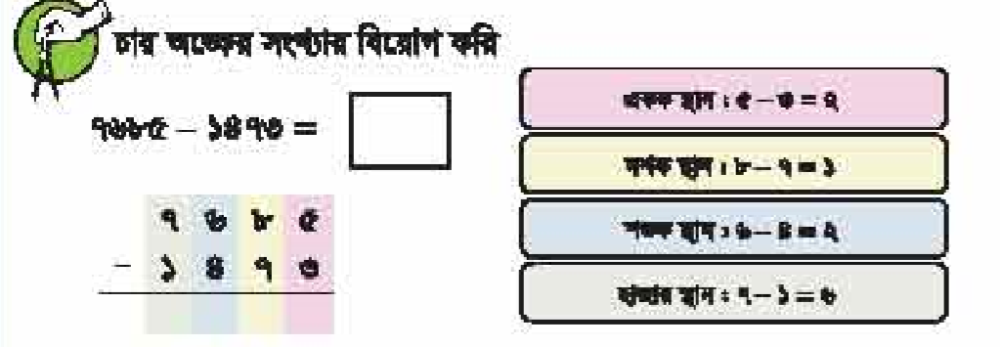 চার অঙ্কের সংখ্যার বিয়োগ করি
৭৬৮৫ – ১৪৭৩ =
৭ ৬ ৮ ৫
– ১ ৪ ৭ ৩
একক স্থান : ৫ – ৩ = ২
দশক স্থান : ৮ – ৭ = ১
শতক স্থান : ৬ – ৪ = ২
হাজার স্থান : ৭ – ১ = ৬